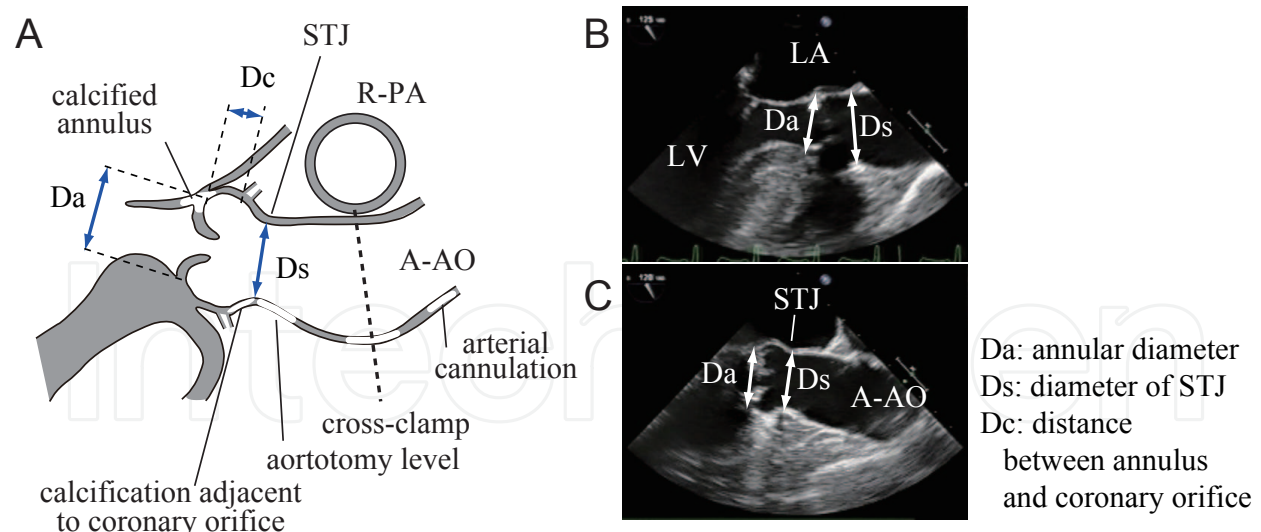 A
STJ
Dc
R-PA
calcified
annulus
Da
Ds
A-AO
arterial
cannulation
cross-clamp
aortotomy level
calcification adjacent
to coronary orifice
B
125
LA
Da
Ds
LV
C
120
STJ
Da
Ds
A-AO
Da: annular diameter
Ds: diameter of STJ
Dc: distance
between annulus
and coronary orifice